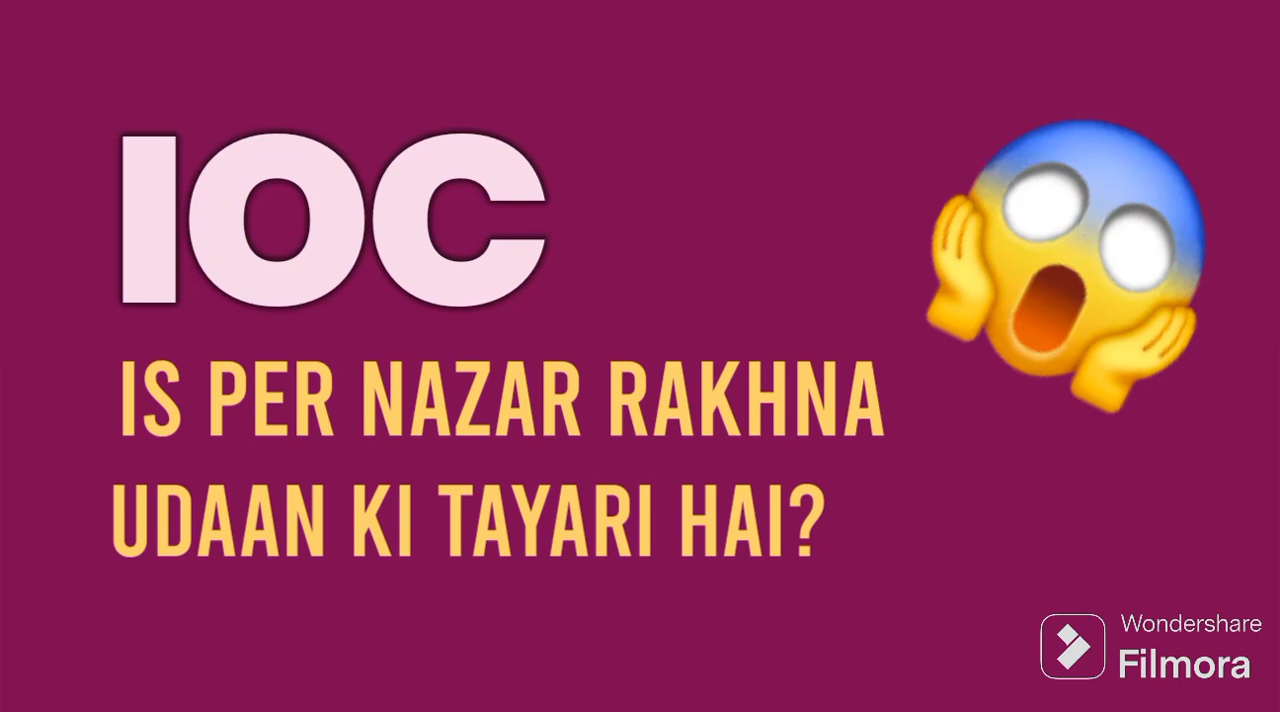 IOC
IS PER NAZAR RAKHNA
UDAAN KI TAYARI HAI?
Wondershare
Filmora